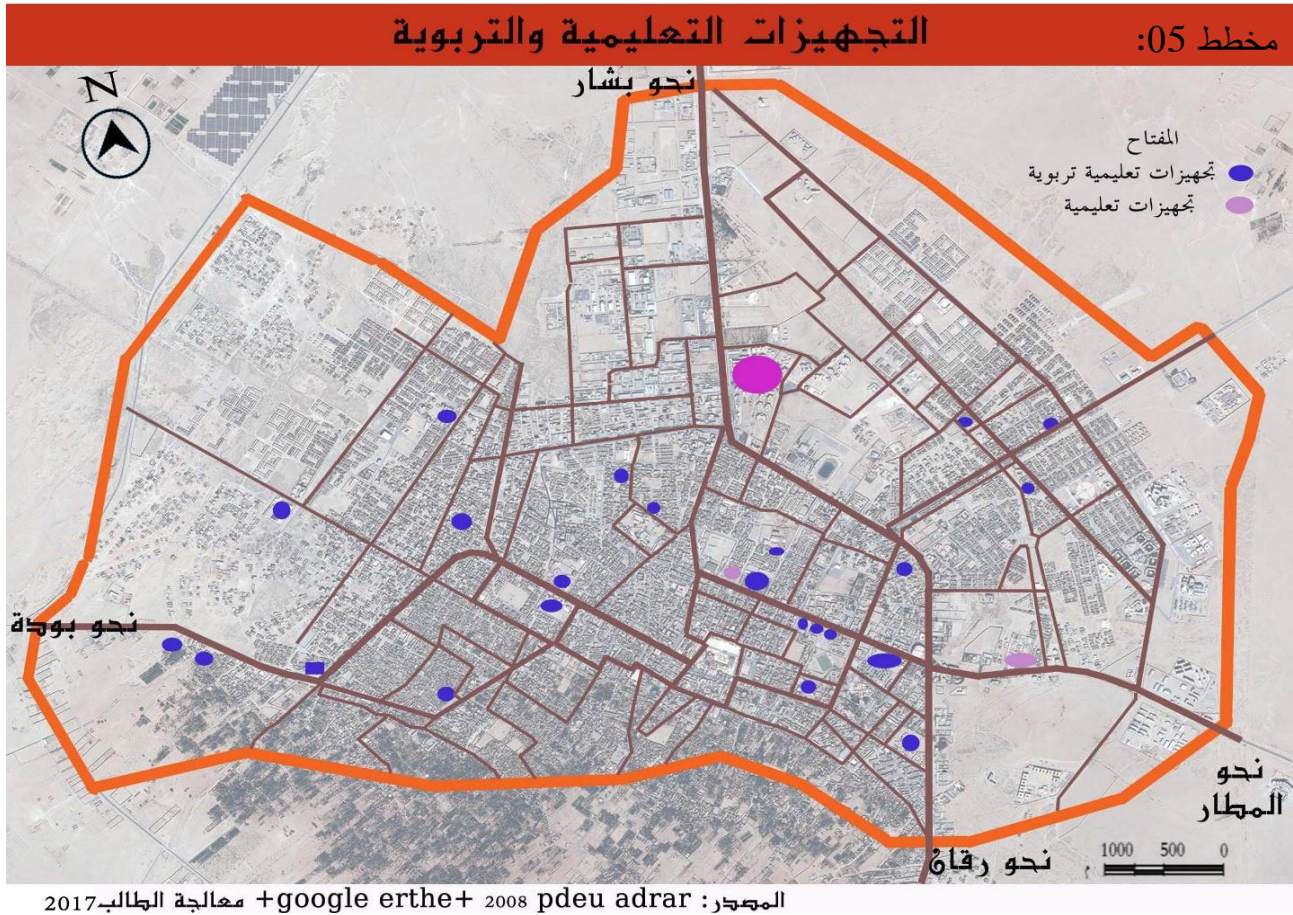 مخطط 05:
التجهيزات التعليمية والتربوية
نحو بشار
N
المفتاح
تجهيزات تعليمية تربوية
تجهيزات تعليمية
نحو بودة
نحو
المطار
نحو رقان
1000 500 0
م
المصدر: google erthe+ 2008 pdeu adrar+ معالجة الطالب2017